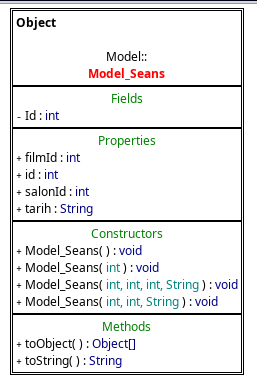 Object
Model::
Model_Seans
Fields
- Id : int
Properties
+ filmId : int
+ id : int
+ salonId : int
+ tarih : String
Constructors
+ Model_Seans( ) : void
+ Model_Seans( int ) : void
+ Model_Seans( int, int, int, String ) : void
+ Model_Seans( int, int, String ) : void
Methods
+ toObject( ) : Object[]
+ toString( ) : String